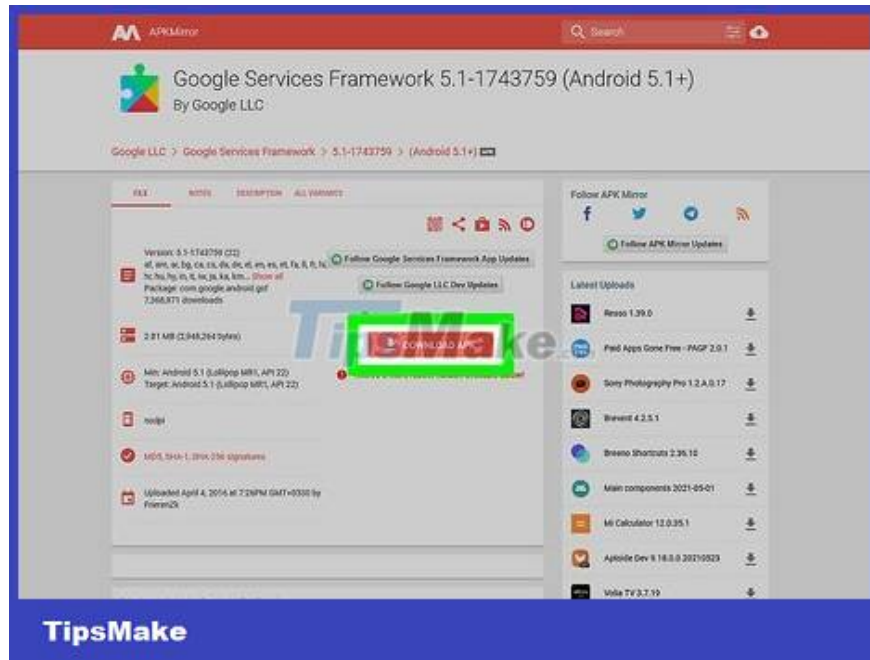 APKMirror
Search
Google Services Framework 5.1-1743759 (Android 5.1+)
By Google LLC
Google LLC > Google Services Framework > 5.1-1743759 > (Android 5.1+) APK
FILE NOTES DESCRIPTION ALL VARIANTS
Version: 5.1-1743759 (22)
Package: com.google.android.gsf
7,368,871 downloads
Follow Google Services Framework App Updates
Follow Google LLC Dev Updates
2.81 MB (2,948,264 bytes)
DOWNLOAD APK
TipsMake
Min: Android 5.1 (Lollipop MR1, API 22)
Target: Android 5.1 (Lollipop MR1, API 22)
nodpi
MD5, SHA-1, SHA-256 signatures
Uploaded April 4, 2016 at 7:26PM GMT+0300 by
Follow APK Mirror
Follow APK Mirror Updates
Latest Uploads
Resso 1.39.0
Paid Apps Gone Free - PAGF 2.0.1
Sony Photography Pro 1.2.A.0.17
Brevent 4.2.5.1
Breeno Shortcuts 2.36.10
Main components 2021-05-01
Mi Calculator 12.0.35.1
Aptoide Dev 9.18.0.0.20210523
TV 3.7.19
TipsMake